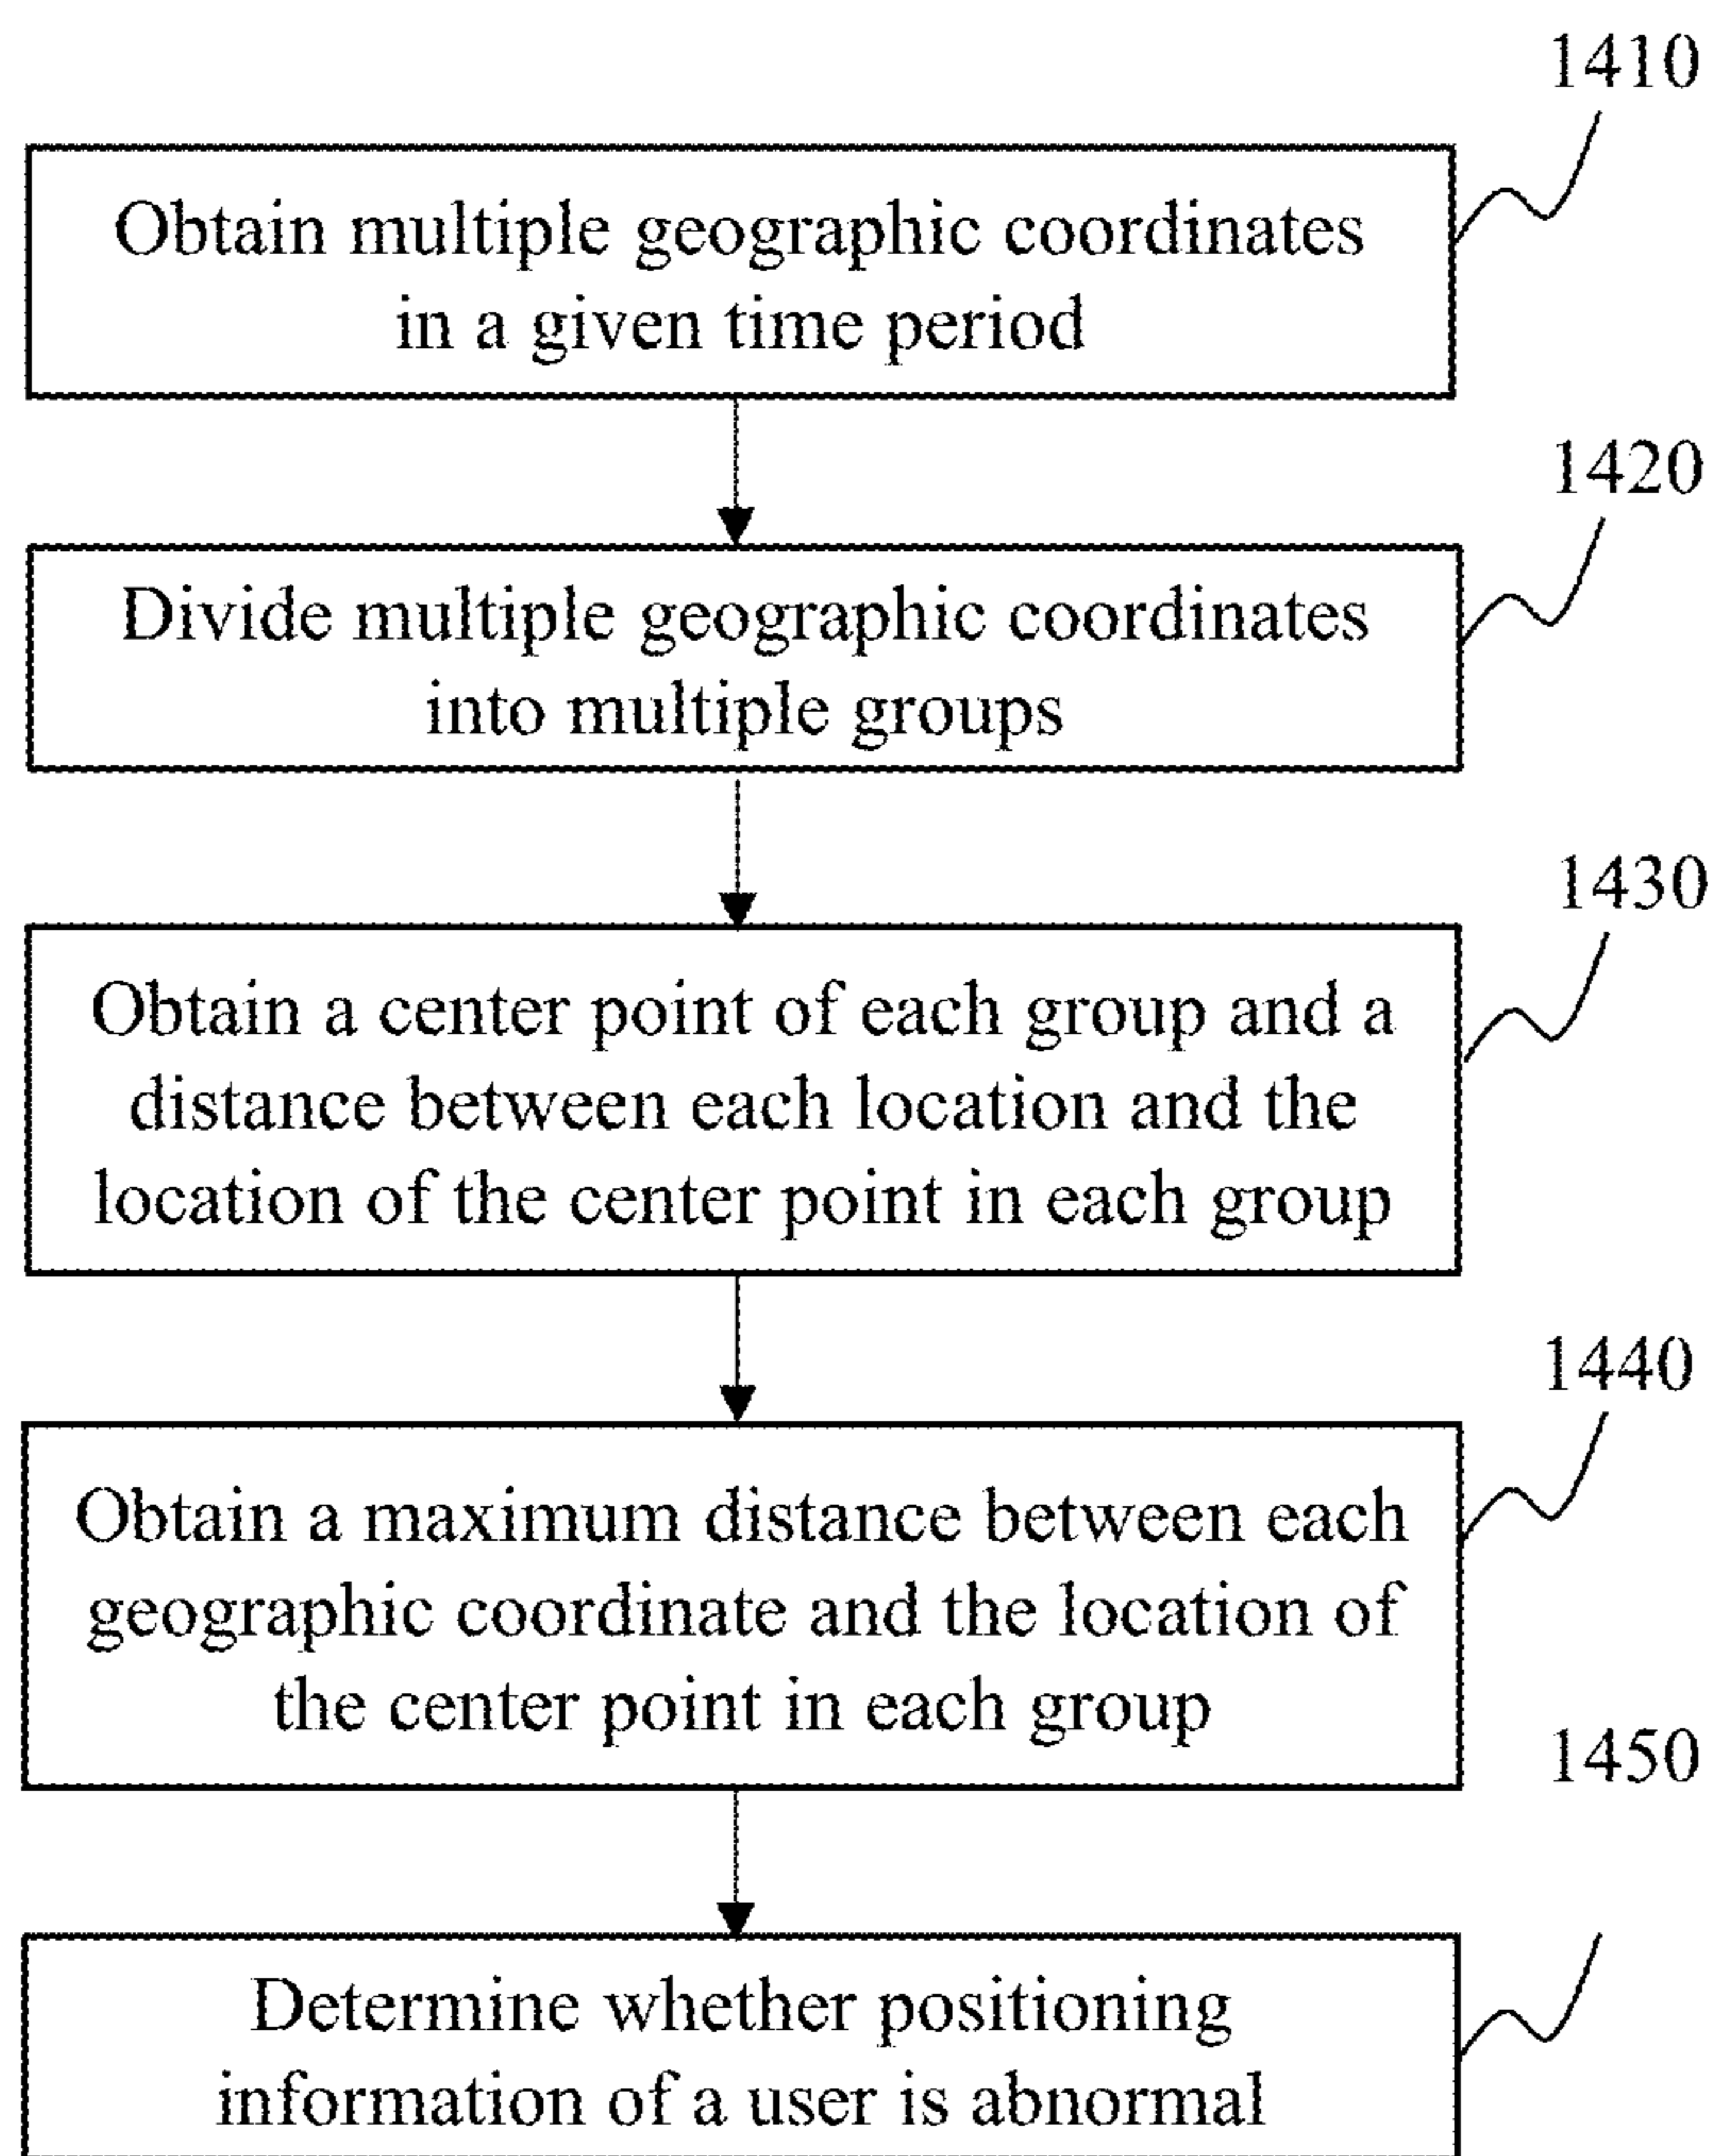 1410
Obtain multiple geographic coordinates
in a given time period
1420
Divide multiple geographic coordinates
into multiple groups
1430
Obtain a center point of each group and a
distance between each location and the
location of the center point in each group
1440
Obtain a maximum distance between each
geographic coordinate and the location of
the center point in each group
1450
Determine whether positioning
information of a user is abnormal